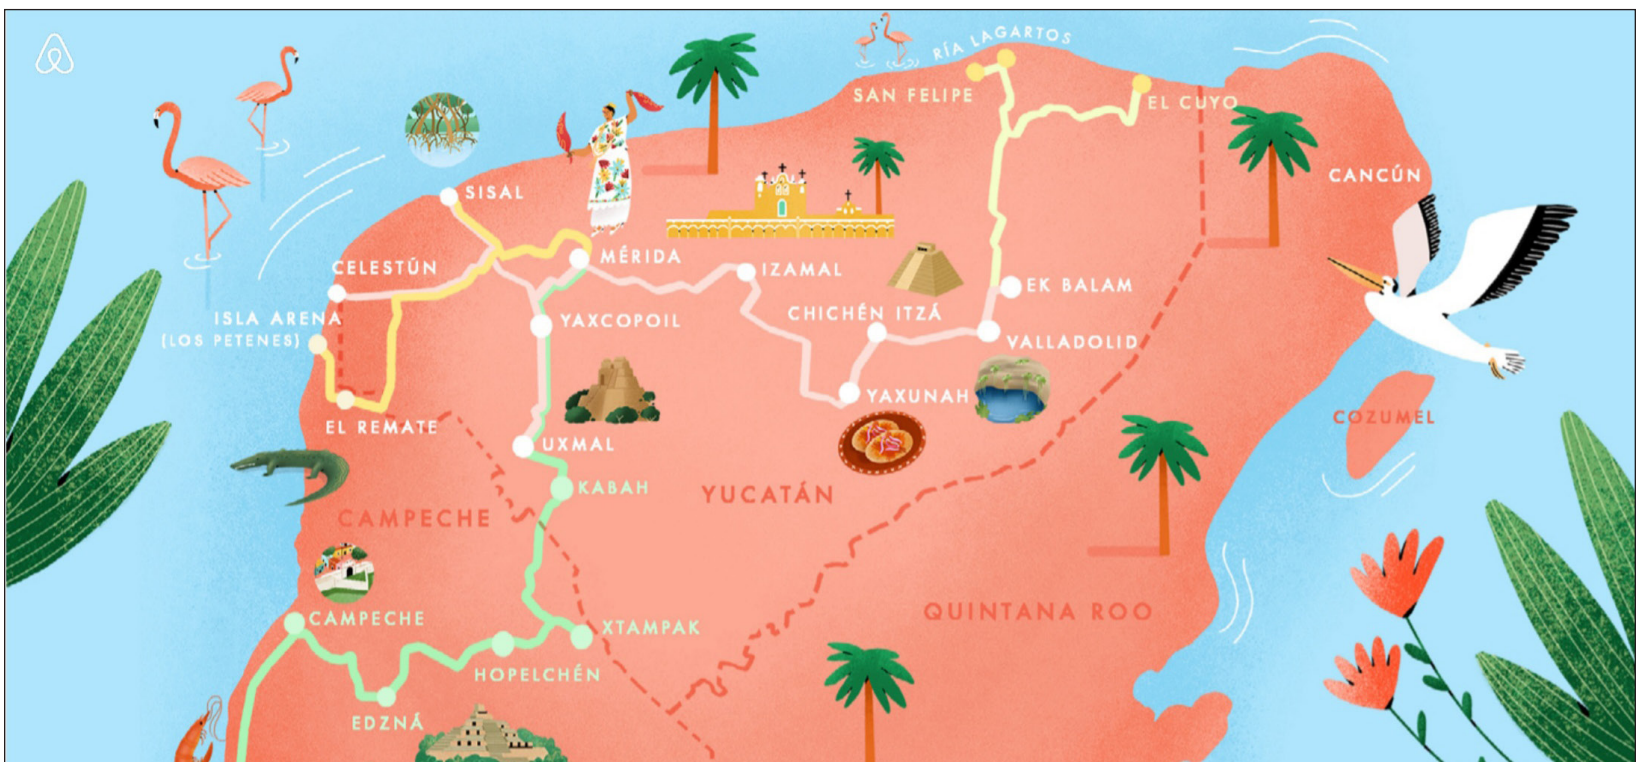 RÍA LAGARTOS
SAN FELIPE
EL CUYO
CANCÚN
SISAL
MÉRIDA
CELESTÚN
IZAMAL
EK BALAM
ISLA ARENA
(LOS PETENES)
YAXCOPOIL
CHICHÉN ITZÁ
VALLADOLID
YAXUNAH
EL REMATE
COZUMEL
UXMAL
KABAH
YUCATÁN
CAMPECHE
QUINTANA ROO
CAMPECHE
XTAMPAK
HOPELCHÉN
EDZNÁ